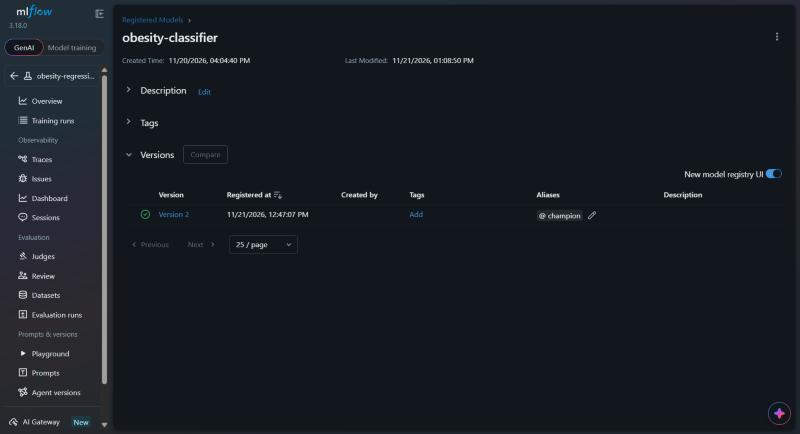 mlflow
3.18.0
GenAI
Model training
obesity-regressi...
Overview
Training runs
Observability
Traces
Issues
Dashboard
Sessions
Evaluation
Judges
Review
Datasets
Evaluation runs
Prompts & versions
Playground
Prompts
Agent versions
AI Gateway New
Registered Models
obesity-classifier
Created Time: 11/20/2026, 04:04:40 PM Last Modified: 11/21/2026, 01:08:50 PM
Description Edit
Tags
Versions Compare
New model registry UI
Version Registered at Created by Tags Aliases Description
Version 2 11/21/2026, 12:47:07 PM Add @ champion
Previous Next 25 / page